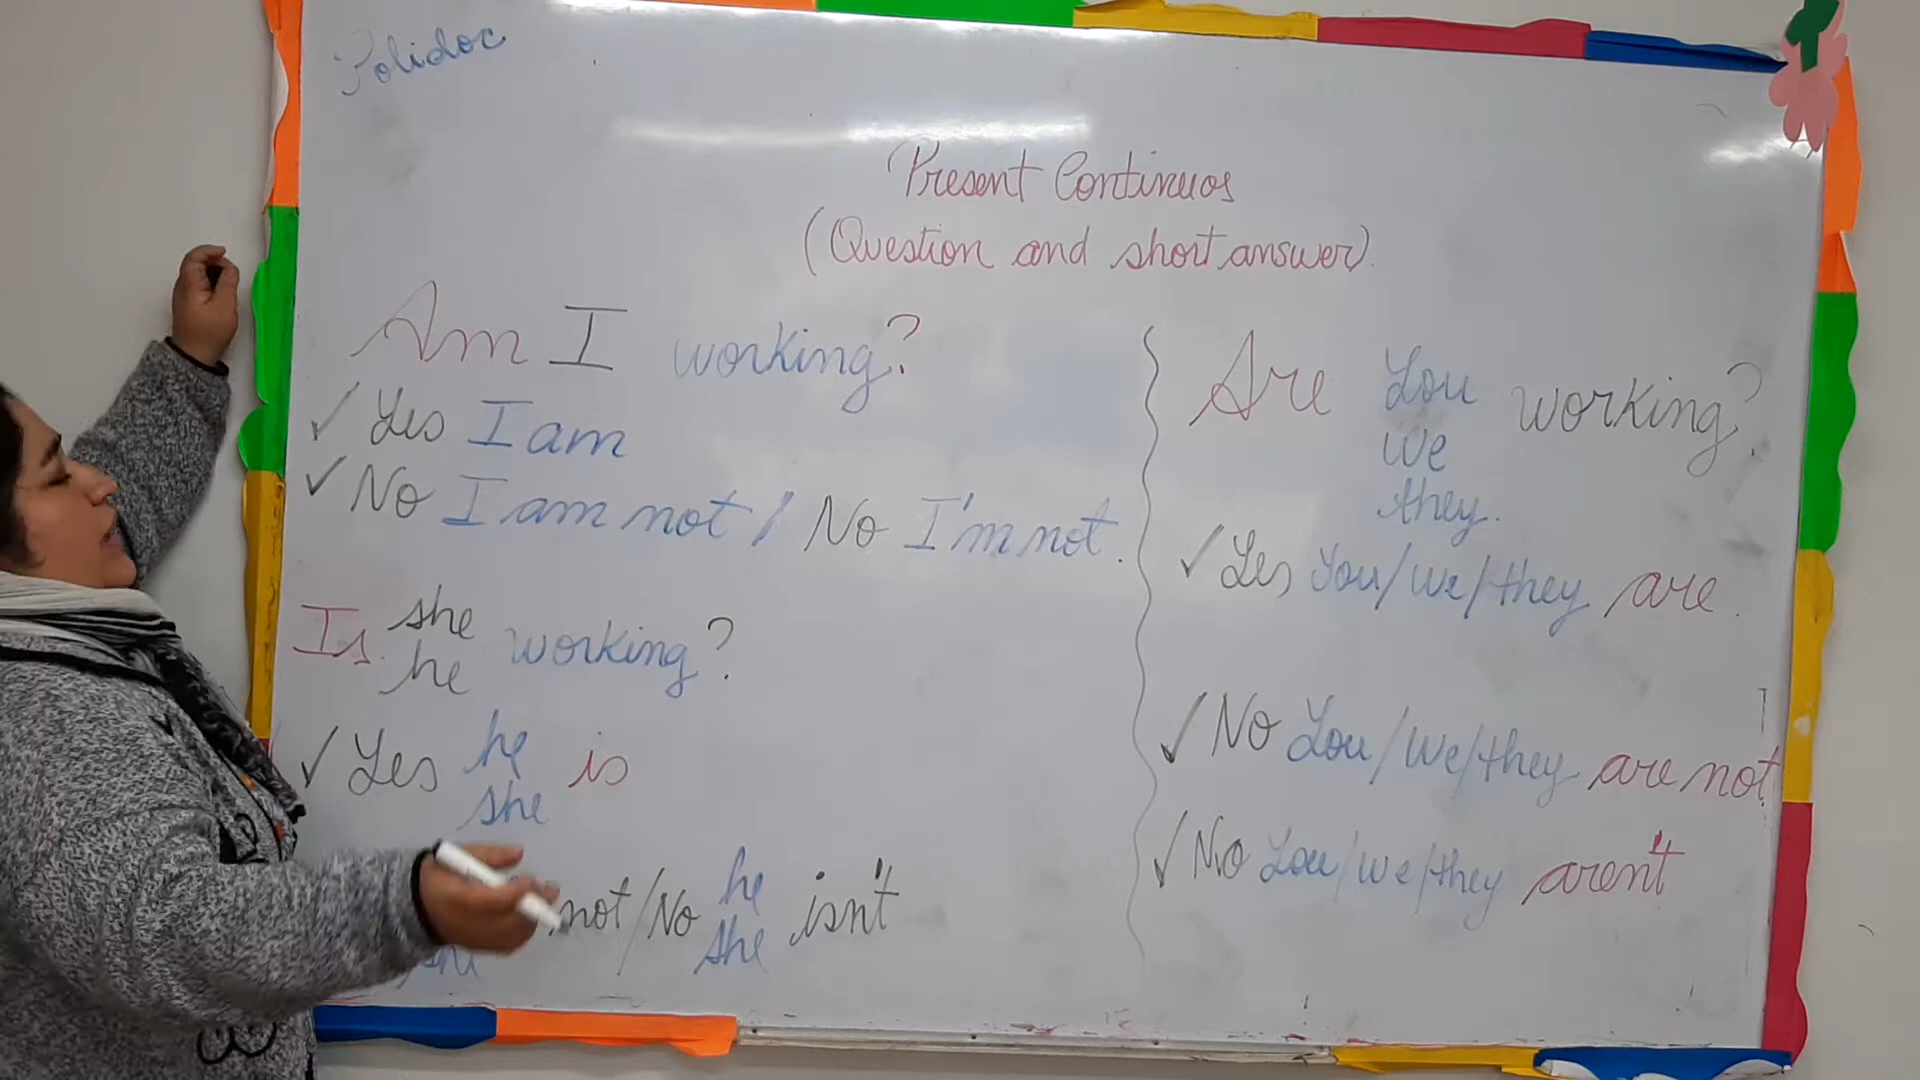 Polidoc
Present Continuos
(Question and short answer).
Am I working?
✓ Yes I am
✓ No I am not / No I'm not.
Is she working?
he
✓ Yes he is
she
not / No he isn't
she she
Are You working?
we
they.
✓ Yes You/we/they are.
✓ No You/We/they are not
✓ No You/we/they aren't